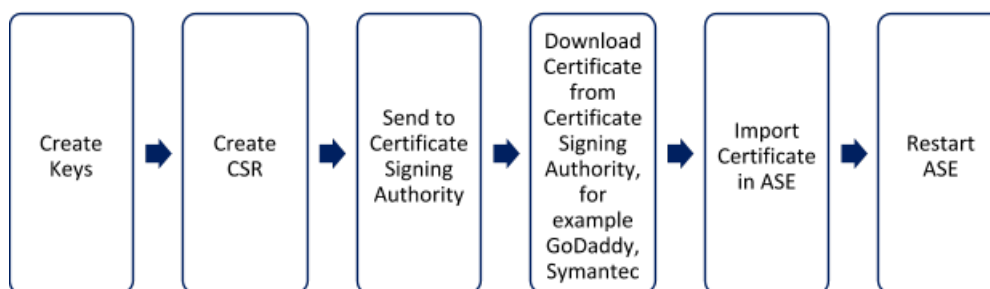 Create
Keys
Create
CSR
Send to
Certificate
Signing
Authority
Download
Certificate
from
Certificate
Signing
Authority,
for
example
GoDaddy,
Symantec
Import
Certificate
in ASE
Restart
ASE